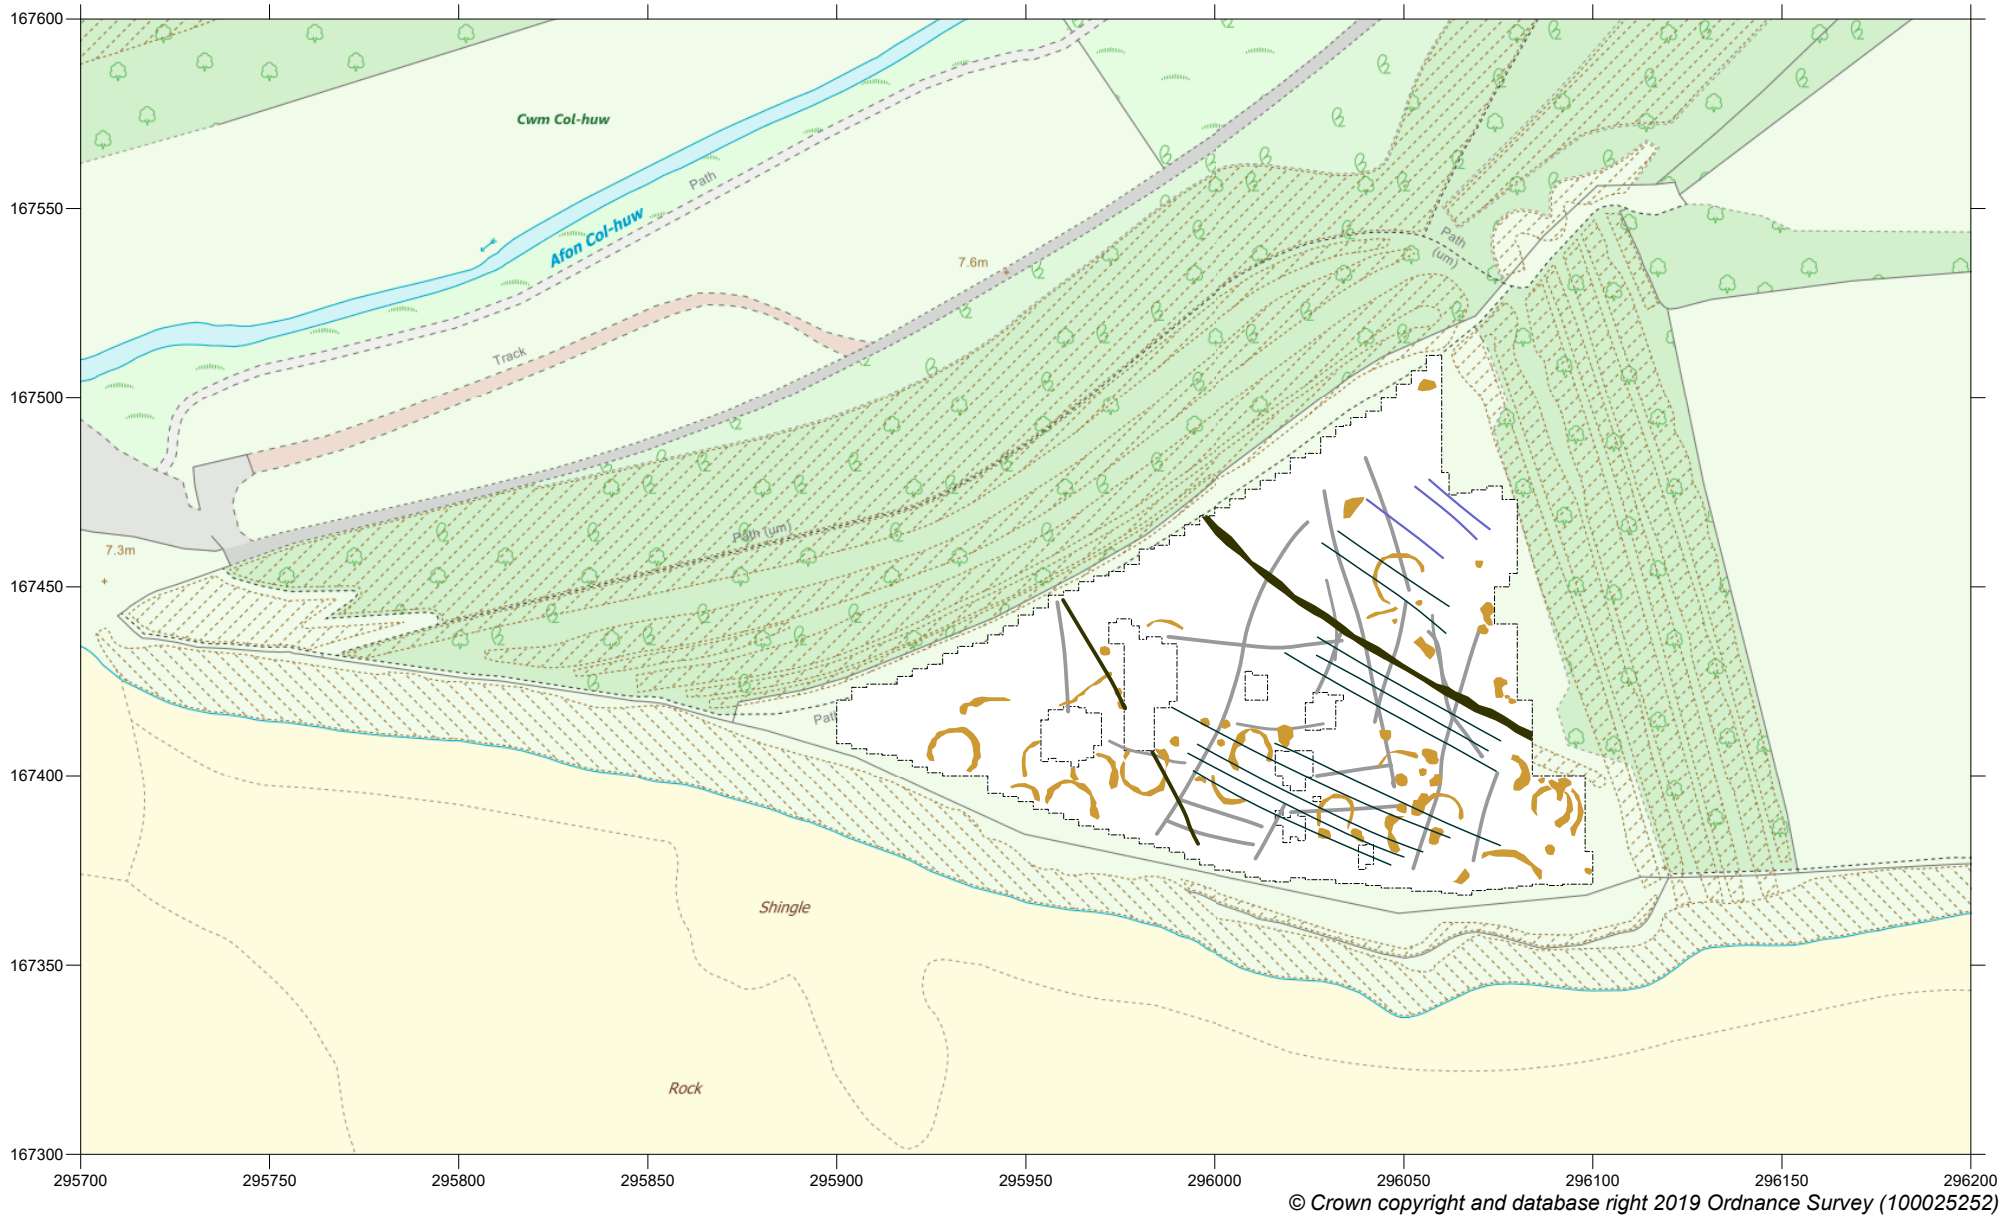 167600
Cwm Col-huw
Path
167550
Afon Col-huw
Path
(um)
7.6m
Track
167500
Path (um)
7.3m
167450
Pat
167400
Shingle
167350
Rock
167300
295700 295750 295800 295850 295900 295950 296000 296050 296100 296150 296200
© Crown copyright and database right 2019 Ordnance Survey (100025252)